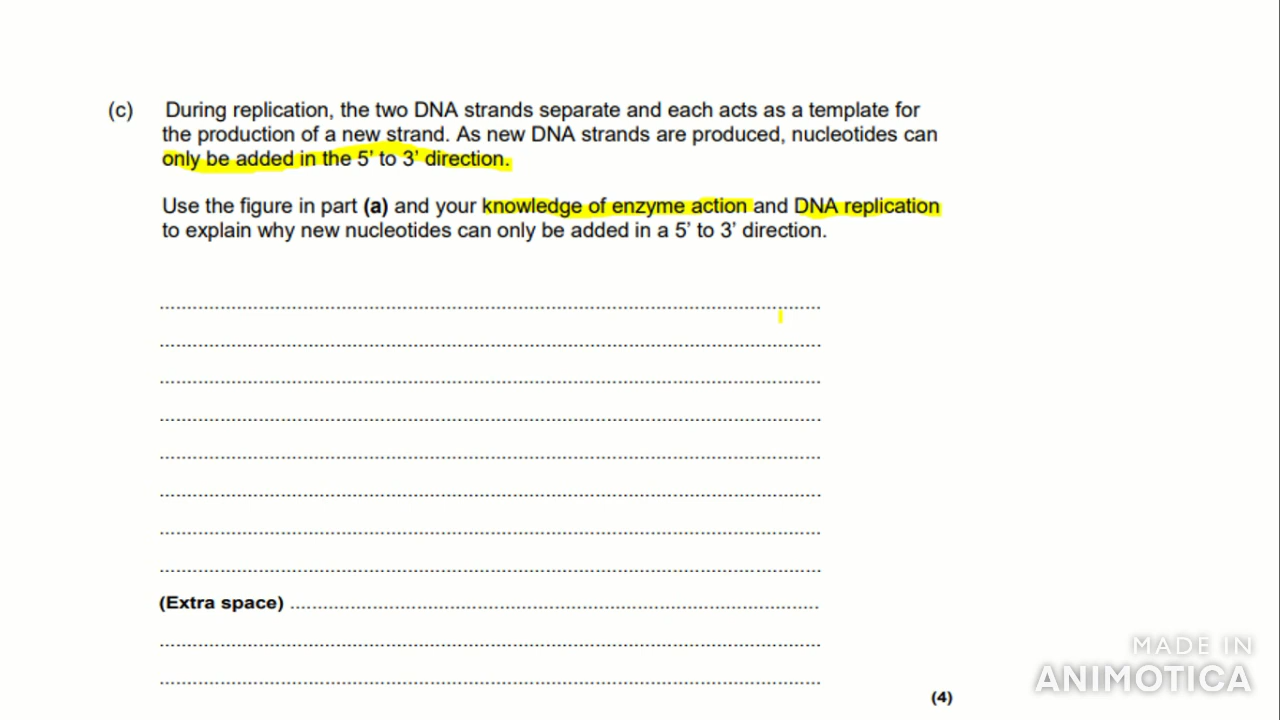 (c) During replication, the two DNA strands separate and each acts as a template for
the production of a new strand. As new DNA strands are produced, nucleotides can
only be added in the 5’ to 3’ direction.
Use the figure in part (a) and your knowledge of enzyme action and DNA replication
to explain why new nucleotides can only be added in a 5’ to 3’ direction.
(Extra space)
(4)
MADE IN
ANIMOTICA